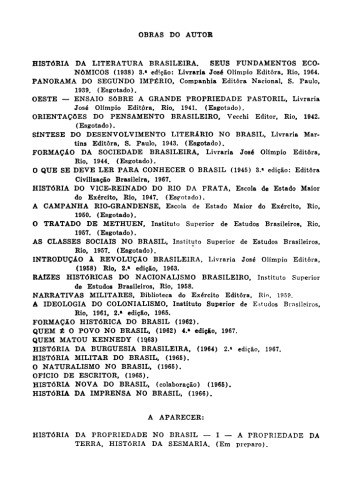 OBRAS DO AUTOR
HISTÓRIA DA LITERATURA BRASILEIRA. SEUS FUNDAMENTOS ECO-
NÔMICOS (1938) 3.ª edição: Livraria José Olímpio Editôra, Rio, 1964.
PANORAMA DO SEGUNDO IMPÉRIO, Companhia Editôra Nacional, S. Paulo,
1939. (Esgotado).
OESTE — ENSAIO SÔBRE A GRANDE PROPRIEDADE PASTORIL, Livraria
José Olímpio Editôra, Rio, 1941. (Esgotado).
ORIENTAÇÕES DO PENSAMENTO BRASILEIRO, Vecchi Editor, Rio, 1942.
(Esgotado).
SÍNTESE DO DESENVOLVIMENTO LITERÁRIO NO BRASIL, Livraria Mar-
tins Editôra, S. Paulo, 1943. (Esgotado).
FORMAÇÃO DA SOCIEDADE BRASILEIRA, Livraria José Olímpio Editôra,
Rio, 1944. (Esgotado).
O QUE SE DEVE LER PARA CONHECER O BRASIL (1945) 3.ª edição: Editôra
Civilização Brasileira, 1967.
HISTÓRIA DO VICE-REINADO DO RIO DA PRATA, Escola de Estado Maior
do Exército, Rio, 1947. (Esgotado).
A CAMPANHA RIO-GRANDENSE, Escola de Estado Maior do Exército, Rio,
1950. (Esgotado).
O TRATADO DE METHUEN, Instituto Superior de Estudos Brasileiros, Rio,
1957. (Esgotado).
AS CLASSES SOCIAIS NO BRASIL, Instituto Superior de Estudos Brasileiros,
Rio, 1957. (Esgotado).
INTRODUÇÃO À REVOLUÇÃO BRASILEIRA, Livraria José Olímpio Editôra,
(1958) Rio, 2.ª edição, 1963.
RAÍZES HISTÓRICAS DO NACIONALISMO BRASILEIRO, Instituto Superior
de Estudos Brasileiros, Rio, 1958.
NARRATIVAS MILITARES, Biblioteca do Exército Editôra, Rio, 1959.
A IDEOLOGIA DO COLONIALISMO, Instituto Superior de Estudos Brasileiros,
Rio, 1961, 2.ª edição, 1965.
FORMAÇÃO HISTÓRICA DO BRASIL (1962).
QUEM É O POVO NO BRASIL, (1962) 4.ª edição, 1967.
QUEM MATOU KENNEDY (1963)
HISTÓRIA DA BURGUESIA BRASILEIRA, (1964) 2.ª edição, 1967.
HISTÓRIA MILITAR DO BRASIL, (1965).
O NATURALISMO NO BRASIL, (1965).
OFÍCIO DE ESCRITOR, (1965).
HISTÓRIA NOVA DO BRASIL, (colaboração) (1965).
HISTÓRIA DA IMPRENSA NO BRASIL, (1966).
A APARECER:
HISTÓRIA DA PROPRIEDADE NO BRASIL — I — A PROPRIEDADE DA
TERRA, HISTÓRIA DA SESMARIA. (Em preparo).